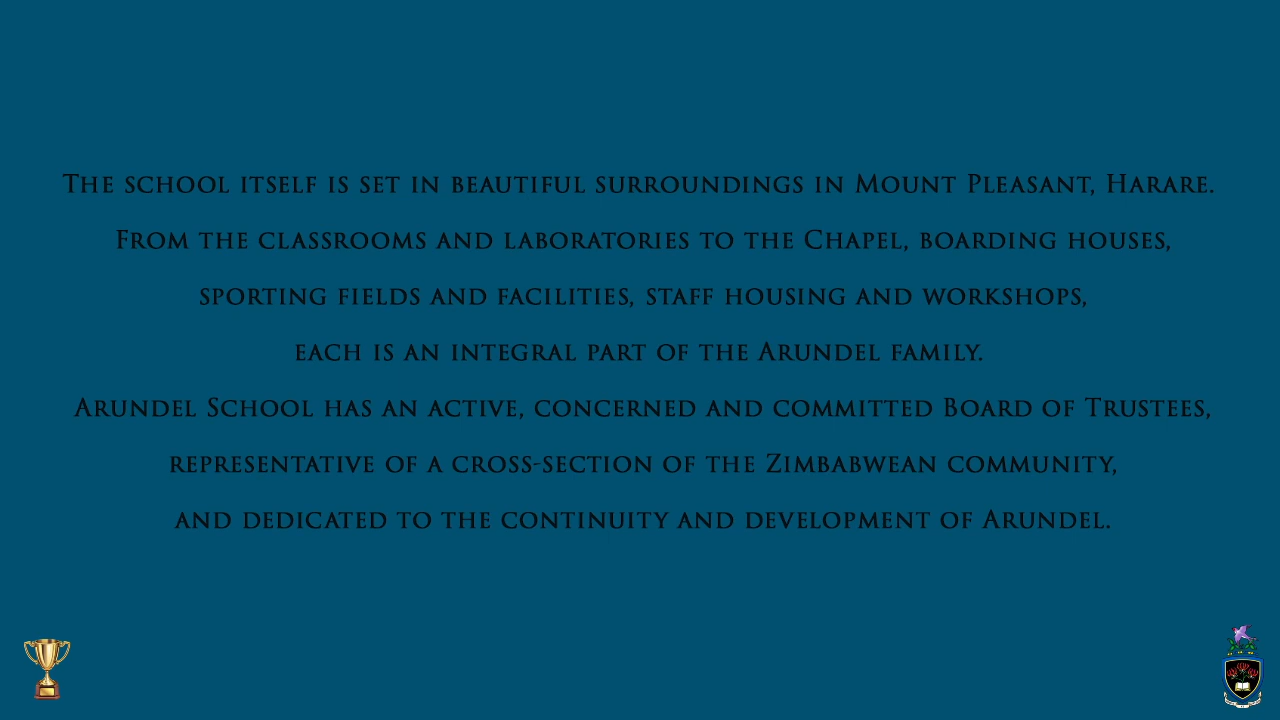 The school itself is set in beautiful surroundings in Mount Pleasant, Harare.
From the classrooms and laboratories to the Chapel, boarding houses,
sporting fields and facilities, staff housing and workshops,
each is an integral part of the Arundel family.
Arundel School has an active, concerned and committed Board of Trustees,
representative of a cross-section of the Zimbabwean community,
and dedicated to the continuity and development of Arundel.